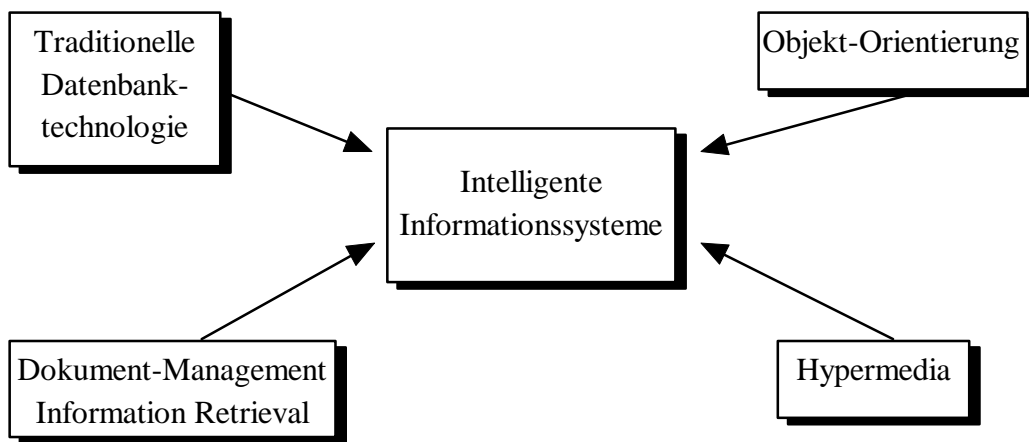 Traditionelle
Datenbank-
technologie
Objekt-Orientierung
Intelligente
Informationssysteme
Dokument-Management
Information Retrieval
Hypermedia